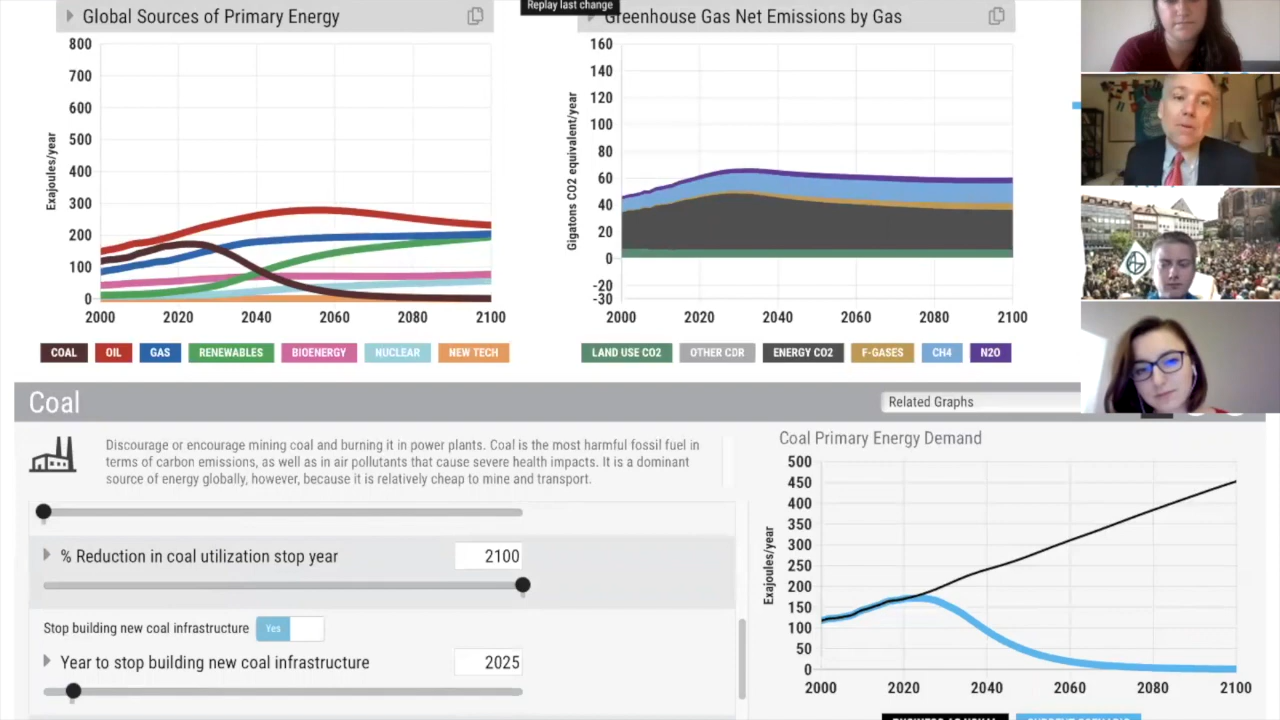 Replay last change
Global Sources of Primary Energy
800
700
600
500
400
300
200
100
0
Exajoules/year
2000 2020 2040 2060 2080 2100
COAL OIL GAS RENEWABLES BIOENERGY NUCLEAR NEW TECH
Greenhouse Gas Net Emissions by Gas
160
140
120
100
80
60
40
20
0
-20
-30
Gigatons CO2 equivalent/year
2000 2020 2040 2060 2080 2100
LAND USE CO2 OTHER CDR ENERGY CO2 F-GASES CH4 N2O
Coal
Related Graphs
Discourage or encourage mining coal and burning it in power plants. Coal is the most harmful fossil fuel in
terms of carbon emissions, as well as in air pollutants that cause severe health impacts. It is a dominant
source of energy globally, however, because it is relatively cheap to mine and transport.
% Reduction in coal utilization stop year 2100
Stop building new coal infrastructure Yes
Year to stop building new coal infrastructure 2025
Coal Primary Energy Demand
500
450
400
350
300
250
200
150
100
50
0
Exajoules/year
2000 2020 2040 2060 2080 2100
BUSINESS AS USUAL CURRENT SCENARIO